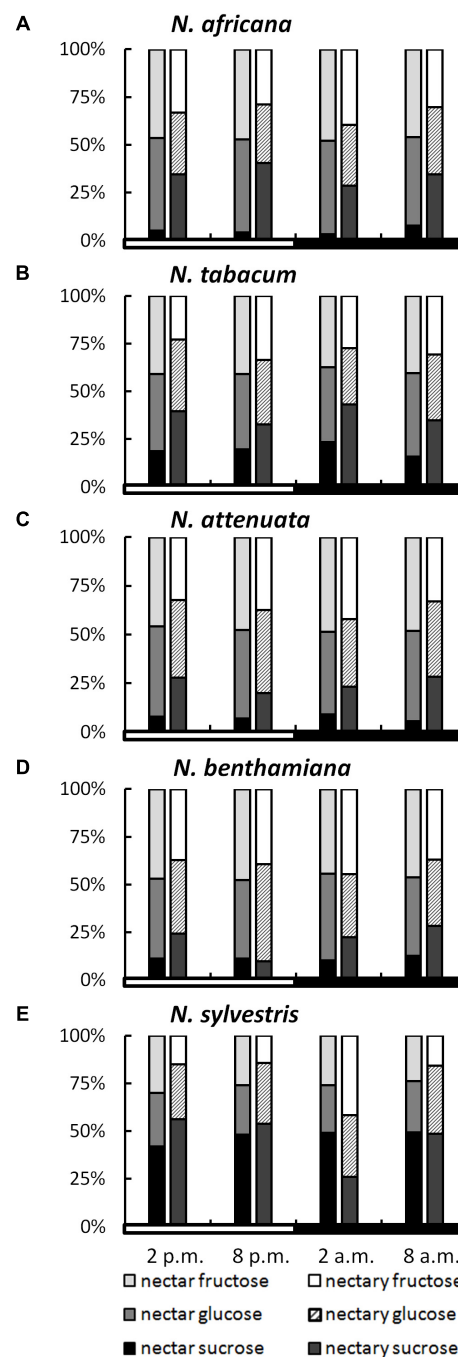 A N. africana
100%
75%
50%
25%
0%
B N. tabacum
100%
75%
50%
25%
0%
C N. attenuata
100%
75%
50%
25%
0%
D N. benthamiana
100%
75%
50%
25%
0%
E N. sylvestris
100%
75%
50%
25%
0%
2 p.m. 8 p.m. 2 a.m. 8 a.m.
nectar fructose nectary fructose
nectar glucose nectary glucose
nectar sucrose nectary sucrose